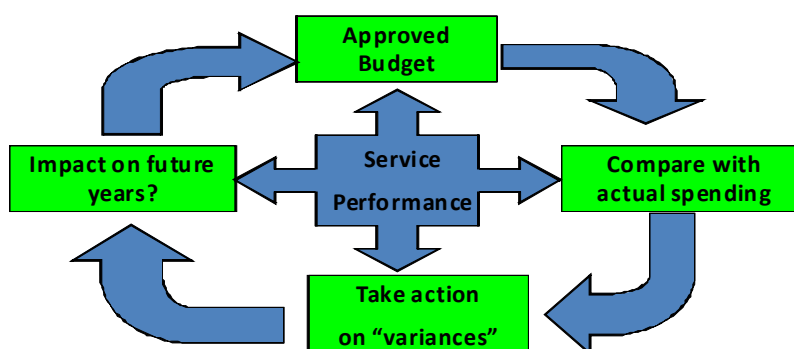 Approved
Budget
Impact on future
years?
Service
Performance
Compare with
actual spending
Take action
on “variances”